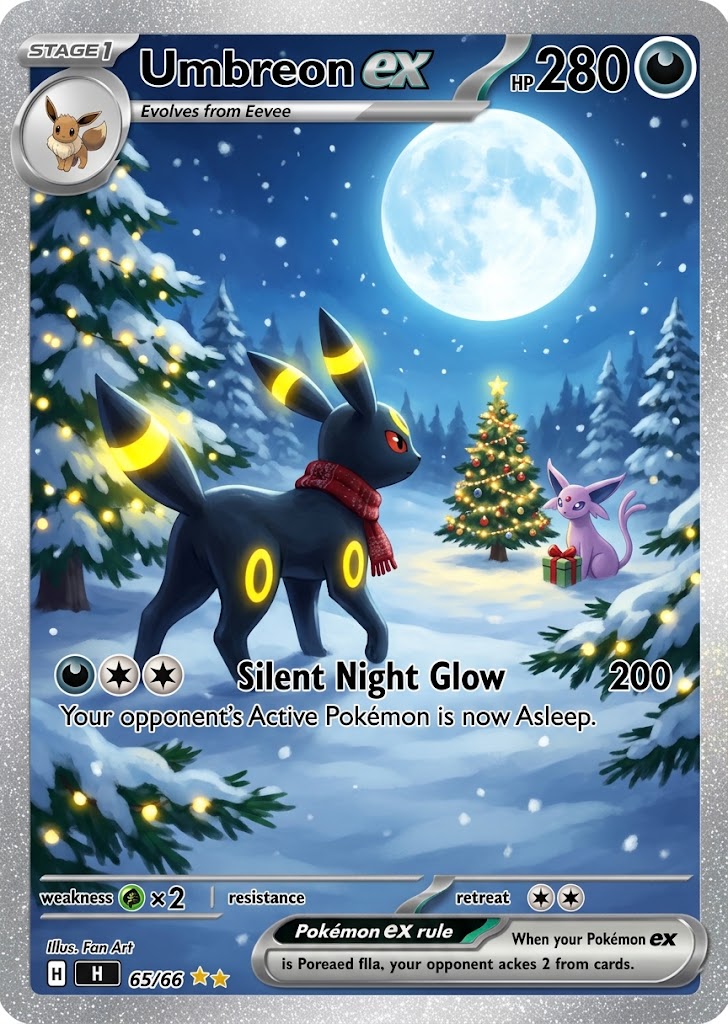 STAGE 1
Umbreon ex
HP 280
Evolves from Eevee
Silent Night Glow 200
Your opponent's Active Pokémon is now Asleep.
weakness ×2 resistance retreat
Illus. Fan Art
Pokémon ex rule When your Pokémon ex
is Poreaed flla, your opponent ackes 2 from cards.
H H 65/66